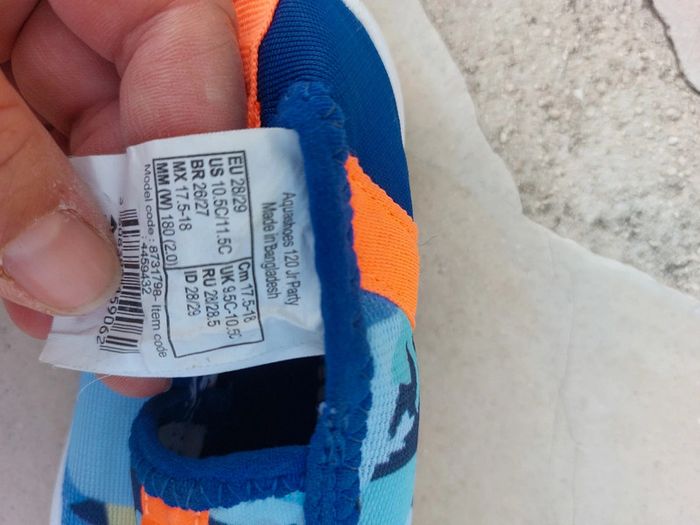 Aquashoes 120 Jr Party
Made in Bangladesh
EU 28/29 Cm 17.5-18
US 10.5C/11.5C UK 9.5C-10.5C
BR 26/27 RU 28/28.5
MX 17.5-18 ID 28/29
MM (W) 180 (2.0)
Model code : 8731798- Item code
: 4459432